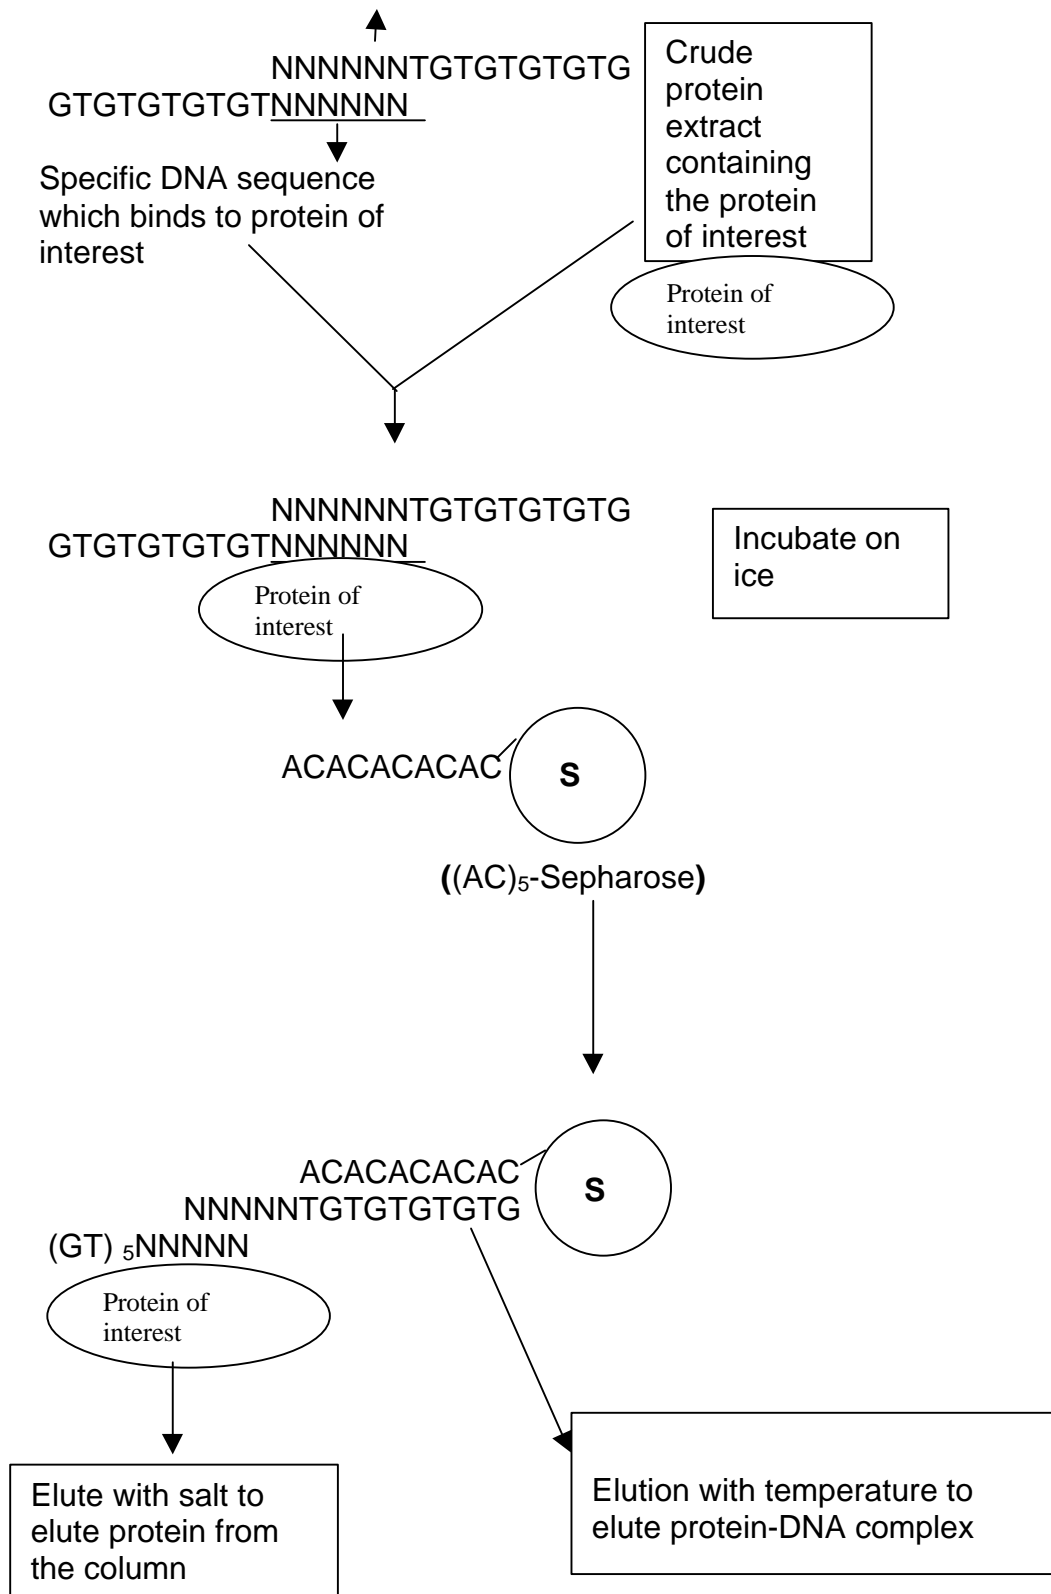 NNNNNNTGTGTGTGTG
GTGTGTGTGTNNNNNN
Specific DNA sequence
which binds to protein of
interest
Crude
protein
extract
containing
the protein
of interest
Protein of
interest
NNNNNNTGTGTGTGTG
GTGTGTGTGTNNNNNN
Protein of
interest
Incubate on
ice
ACACACACAC
S
((AC)5-Sepharose)
ACACACACAC
NNNNNTGTGTGTGTG
(GT) 5NNNNN
S
Protein of
interest
Elute with salt to
elute protein from
the column
Elution with temperature to
elute protein-DNA complex